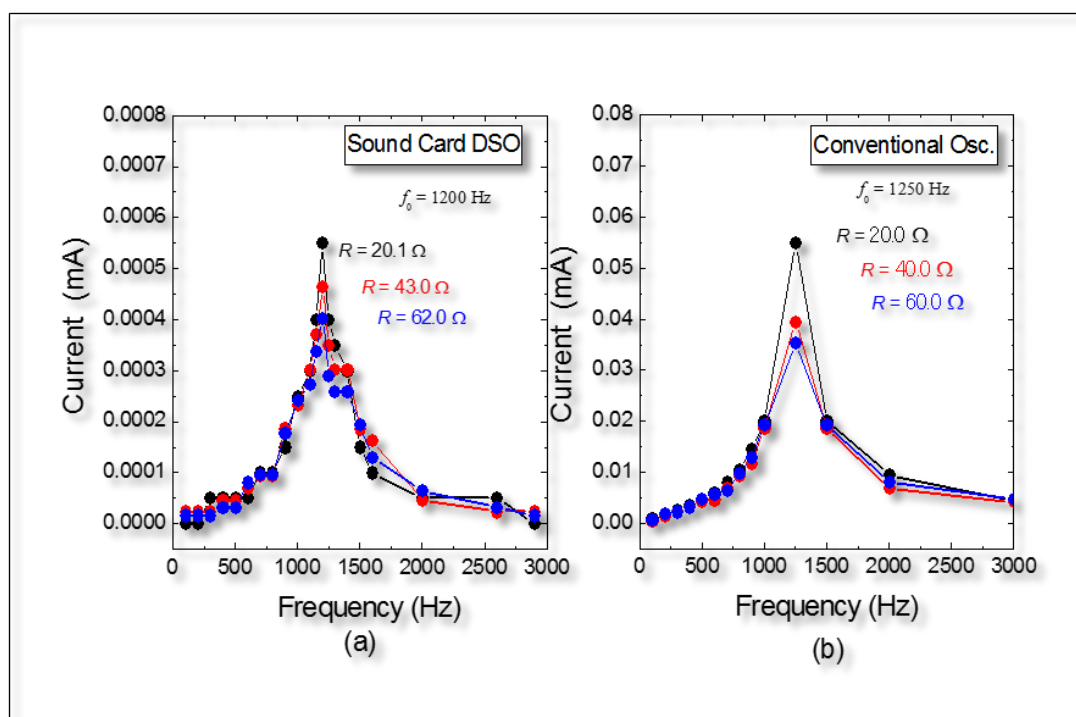 0.0008
0.0007
0.0006
0.0005
0.0004
0.0003
0.0002
0.0001
0.0000
Current (mA)
Sound Card DSO
f₀ = 1200 Hz
R = 20.1 Ω
R = 43.0 Ω
R = 62.0 Ω
0 500 1000 1500 2000 2500 3000
Frequency (Hz)
(a)
0.08
0.07
0.06
0.05
0.04
0.03
0.02
0.01
0.00
Current (mA)
Conventional Osc.
f₀ = 1250 Hz
R = 20.0 Ω
R = 40.0 Ω
R = 60.0 Ω
0 500 1000 1500 2000 2500 3000
Frequency (Hz)
(b)